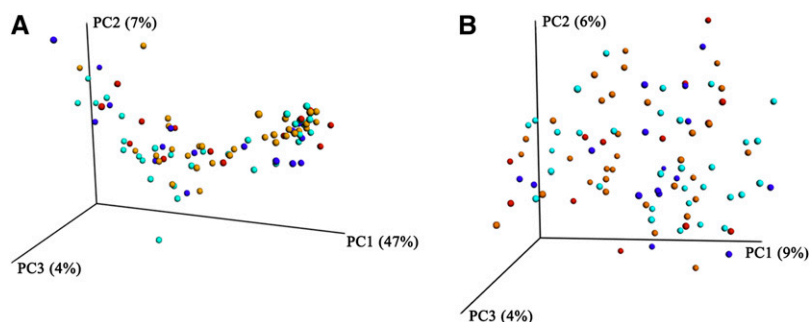 A
PC2 (7%)
PC1 (47%)
PC3 (4%)
B
PC2 (6%)
PC1 (9%)
PC3 (4%)